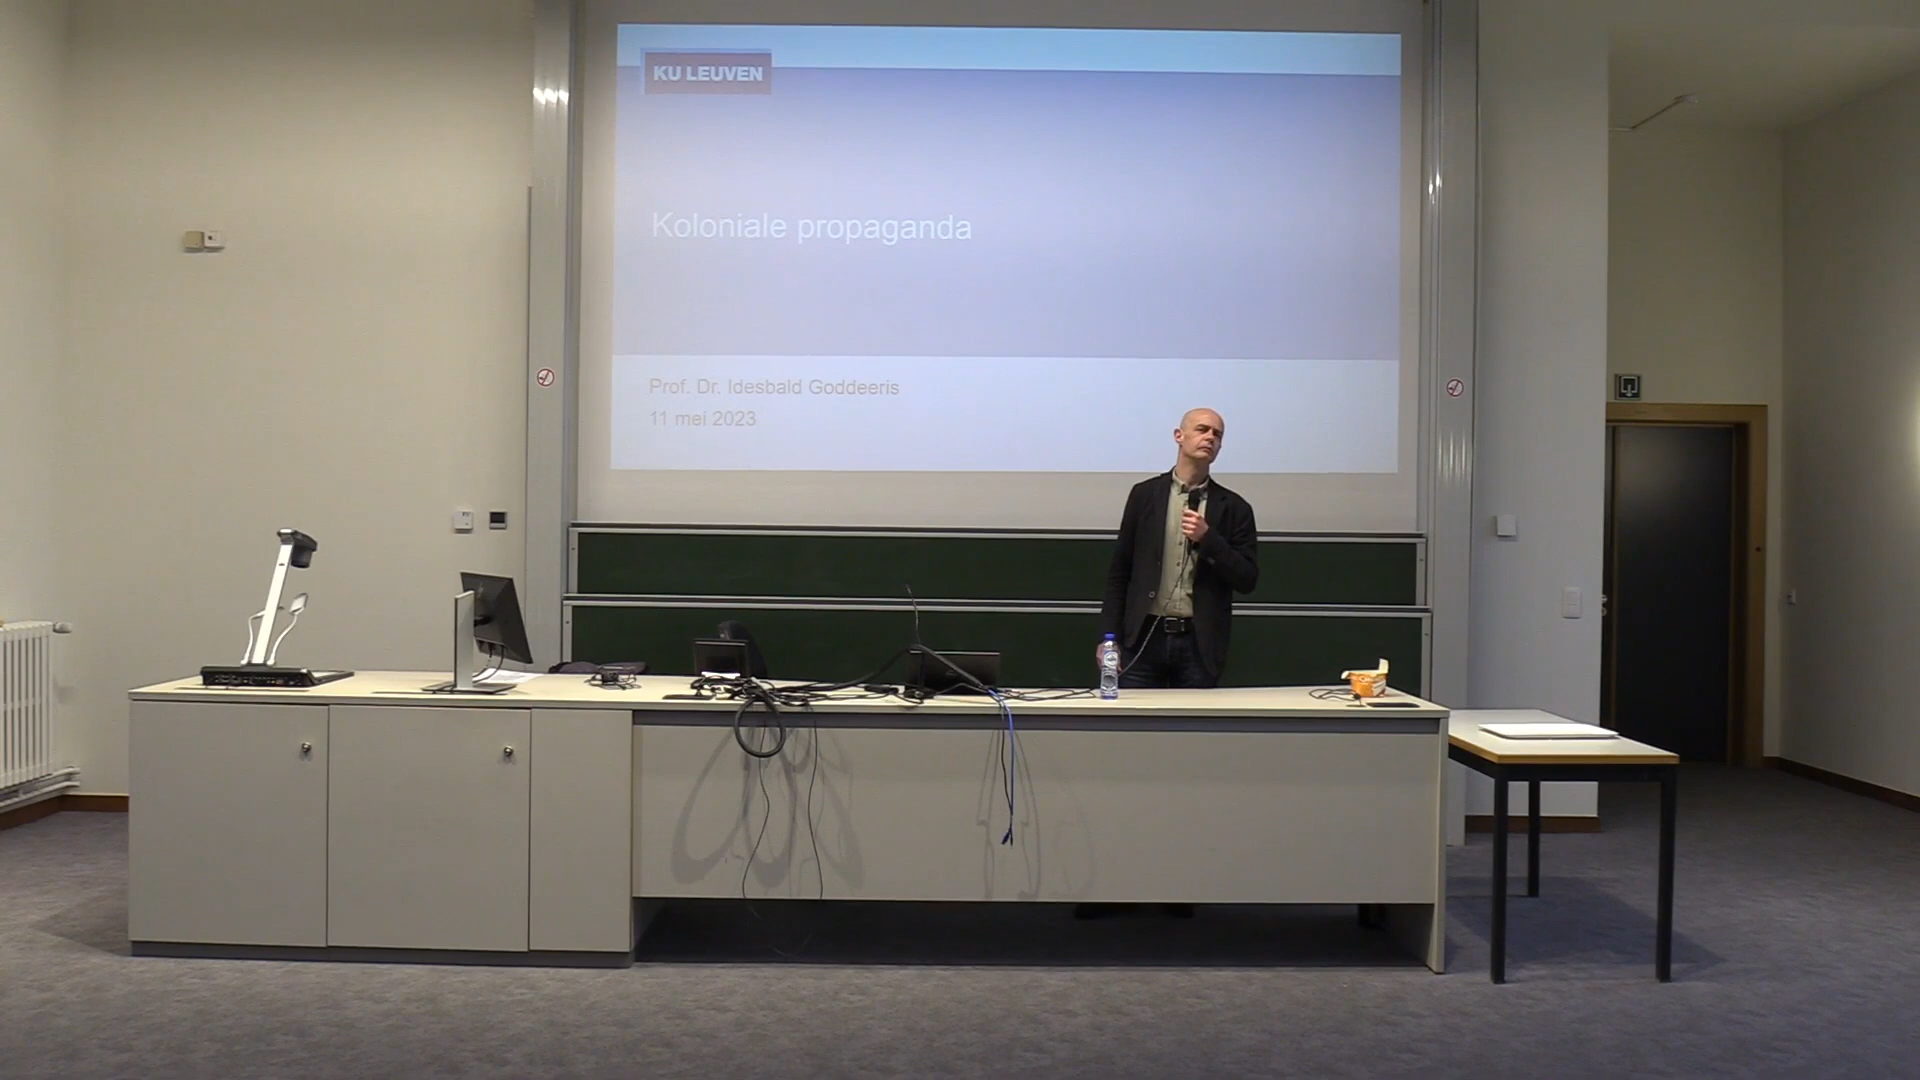 KU LEUVEN
Koloniale propaganda
Prof. Dr. Idesbald Goddeeris
11 mei 2023